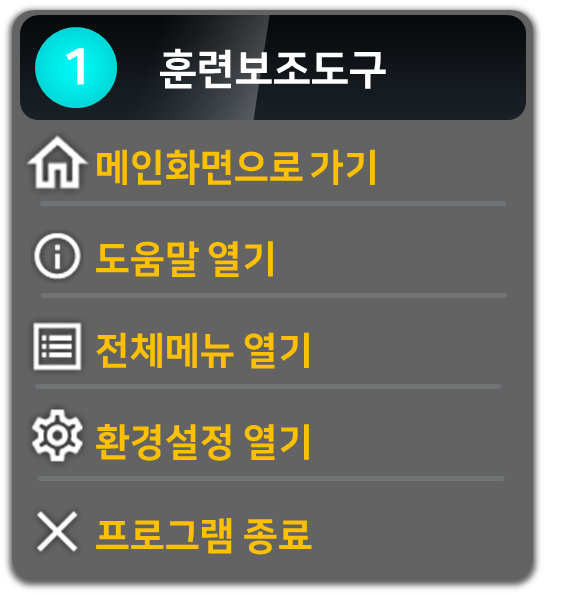 1 훈련보조도구
메인화면으로 가기
도움말 열기
전체메뉴 열기
환경설정 열기
프로그램 종료